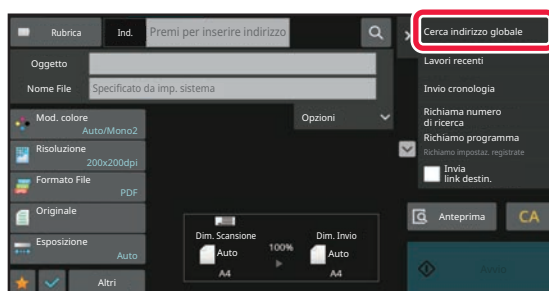 Rubrica
Ind.
Premi per inserire indirizzo
Cerca indirizzo globale
Oggetto
Lavori recenti
Nome File
Specificato da imp. sistema
Invio cronologia
Mod. colore
Auto/Mono2
Opzioni
Richiama numero
di ricerca
Richiamo programma
Richiamo impostaz. registrate
Risoluzione
200x200dpi
Invia
link destin.
Formato File
PDF
Originale
Anteprima
CA
Dim. Scansione
Auto
A4
100%
Dim. Invio
Auto
A4
Esposizione
Auto
Altri